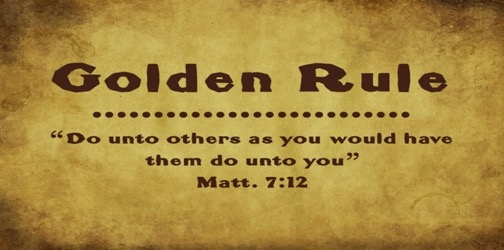 Golden Rule
“Do unto others as you would have
them do unto you”
Matt. 7:12